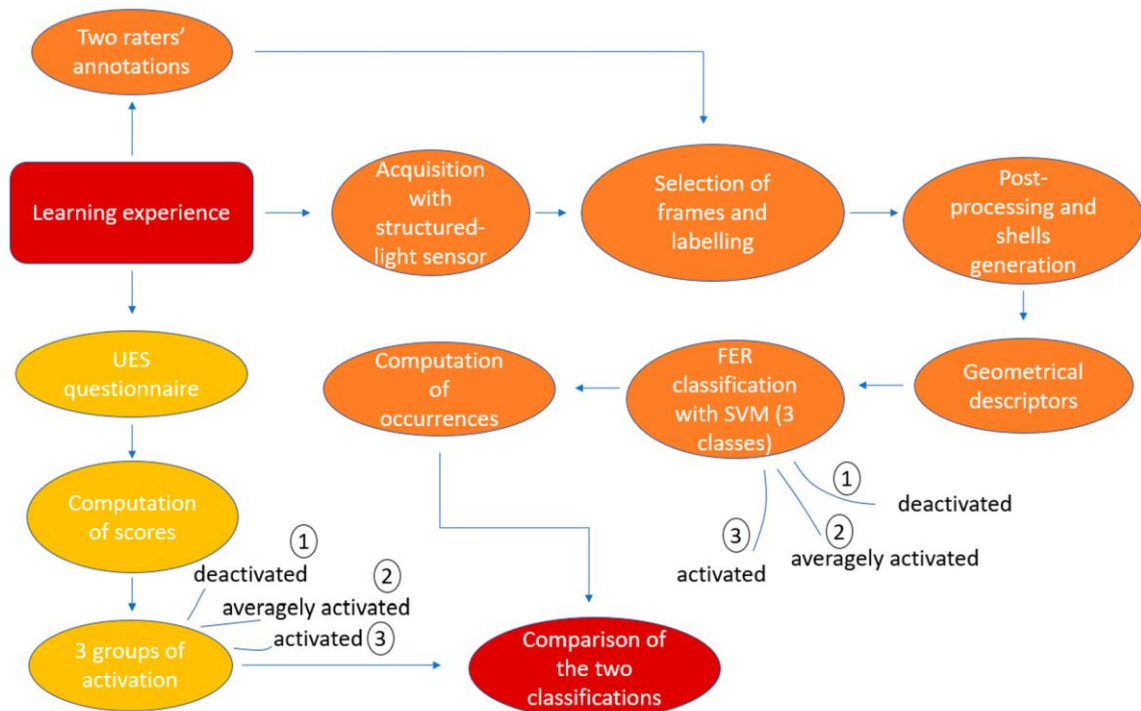 Two raters'
annotations
Learning experience
Acquisition
with
structured-
light sensor
Selection of
frames and
labelling
Post-
processing and
shells
generation
UES
questionnaire
Computation
of
occurrences
FER
classification
with SVM (3
classes)
Geometrical
descriptors
1
deactivated
2
averagely activated
3
activated
Computation
of scores
1
deactivated
2
averagely activated
activated 3
3 groups of
activation
Comparison of
the two
classifications